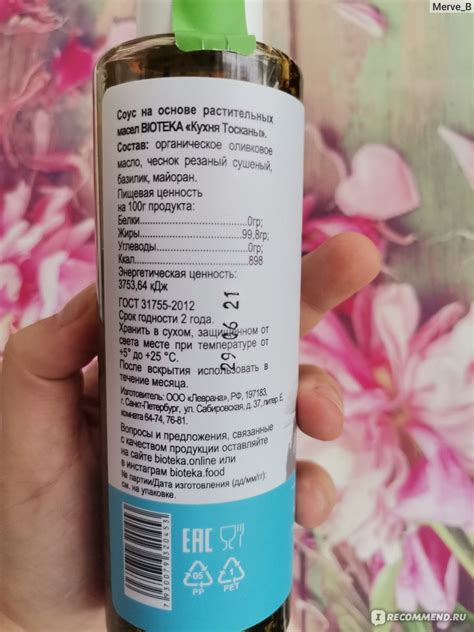 Merve_B
Соус на основе растительных
масел BIOTEKA «Кухня Тосканы».
Состав: органическое оливковое
масло, чеснок резаный сушеный,
базилик, майоран.
Пищевая ценность
на 100г продукта:
Белки.........................0гр;
Жиры.........................99,8гр;
Углеводы....................0гр;
Ккал............................898
Энергетическая ценность:
3753,64 кДж
ГОСТ 31755-2012
Срок годности 2 года.
Хранить в сухом, защищенном от
света месте при температуре от
+5° до +25 °C.
После вскрытия использовать в
течение месяца.
29 06 21
Изготовитель: ООО «Леврана», РФ, 197183,
г. Санкт-Петербург, ул. Сабировская, д. 37, литер. Е,
комната 64-74, 76-81.
Вопросы и предложения, связанные
с качеством продукции оставляйте
на сайте bioteka.online или
в инстаграм bioteka.food
№ партии/Дата изготовления (дд/мм/гг):
см. на упаковке.
EAC
05
PP
1
PET
IRECOMMEND.RU